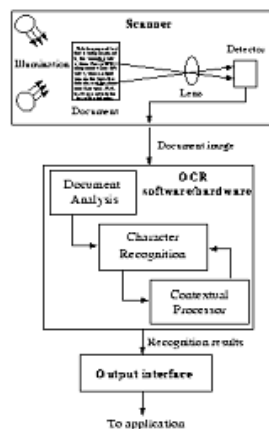 Scanner
Detector
Illumination
Lens
Document
Document image
OCR
software/hardware
Document
Analysis
Character
Recognition
Contextual
Processor
Recognition results
Output interface
To application